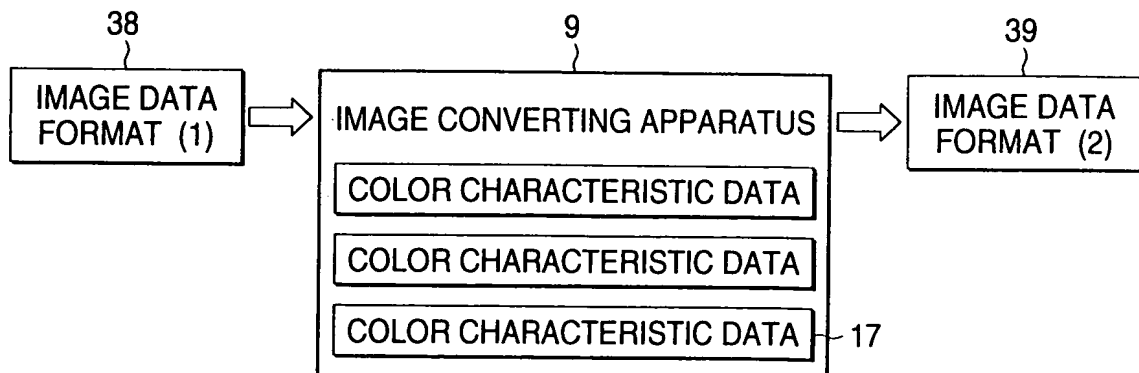 38
IMAGE DATA
FORMAT (1)
9
IMAGE CONVERTING APPARATUS
COLOR CHARACTERISTIC DATA
COLOR CHARACTERISTIC DATA
COLOR CHARACTERISTIC DATA
17
39
IMAGE DATA
FORMAT (2)